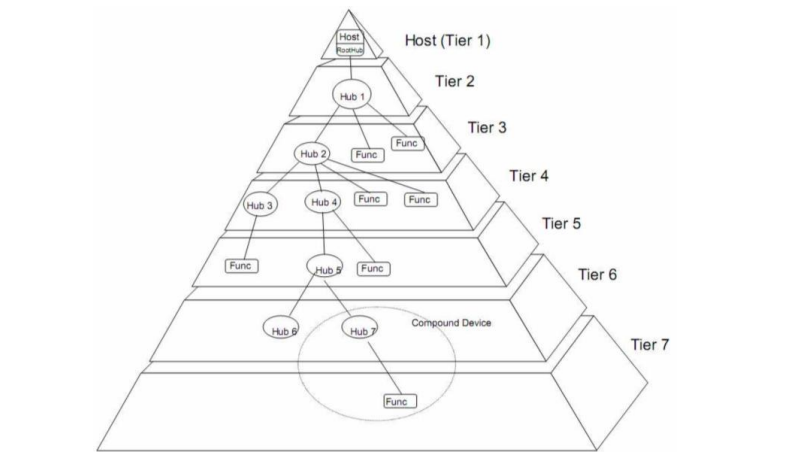 Host
RootHub
Host (Tier 1)
Tier 2
Hub 1
Tier 3
Func
Hub 2
Func
Tier 4
Hub 3
Hub 4
Func
Func
Tier 5
Func
Hub 5
Func
Tier 6
Hub 6
Hub 7
Compound Device
Tier 7
Func